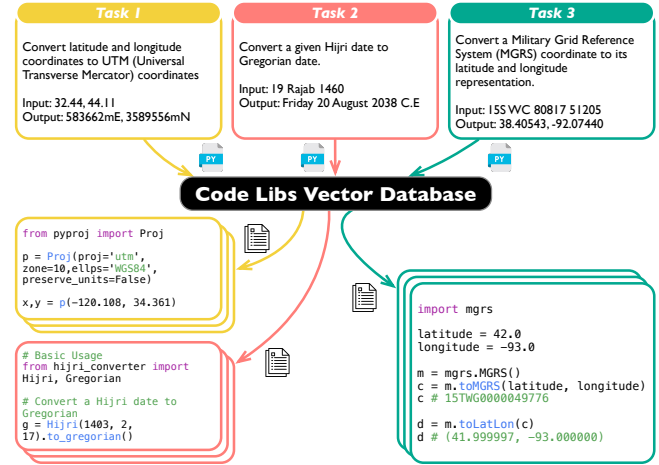 Task 1
Convert latitude and longitude
coordinates to UTM (Universal
Transverse Mercator) coordinates
Input: 32.44, 44.11
Output: 583662mE, 3589556mN
Task 2
Convert a given Hijri date to
Gregorian date.
Input: 19 Rajab 1460
Output: Friday 20 August 2038 C.E
Task 3
Convert a Military Grid Reference
System (MGRS) coordinate to its
latitude and longitude
representation.
Input: 15S WC 80817 51205
Output: 38.40543, -92.07440
PY
PY
PY
Code Libs Vector Database
from pyproj import Proj
p = Proj(proj='utm',
zone=10,ellps='WGS84',
preserve_units=False)
x,y = p(-120.108, 34.361)
# Basic Usage
from hijri_converter import
Hijri, Gregorian
# Convert a Hijri date to
Gregorian
g = Hijri(1403, 2,
17).to_gregorian()
import mgrs
latitude = 42.0
longitude = -93.0
m = mgrs.MGRS()
c = m.toMGRS(latitude, longitude)
c # 15TWG0000049776
d = m.toLatLon(c)
d # (41.999997, -93.000000)